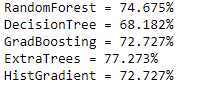 RandomForest = 74.675%
DecisionTree = 68.182%
GradBoosting = 72.727%
ExtraTrees = 77.273%
HistGradient = 72.727%